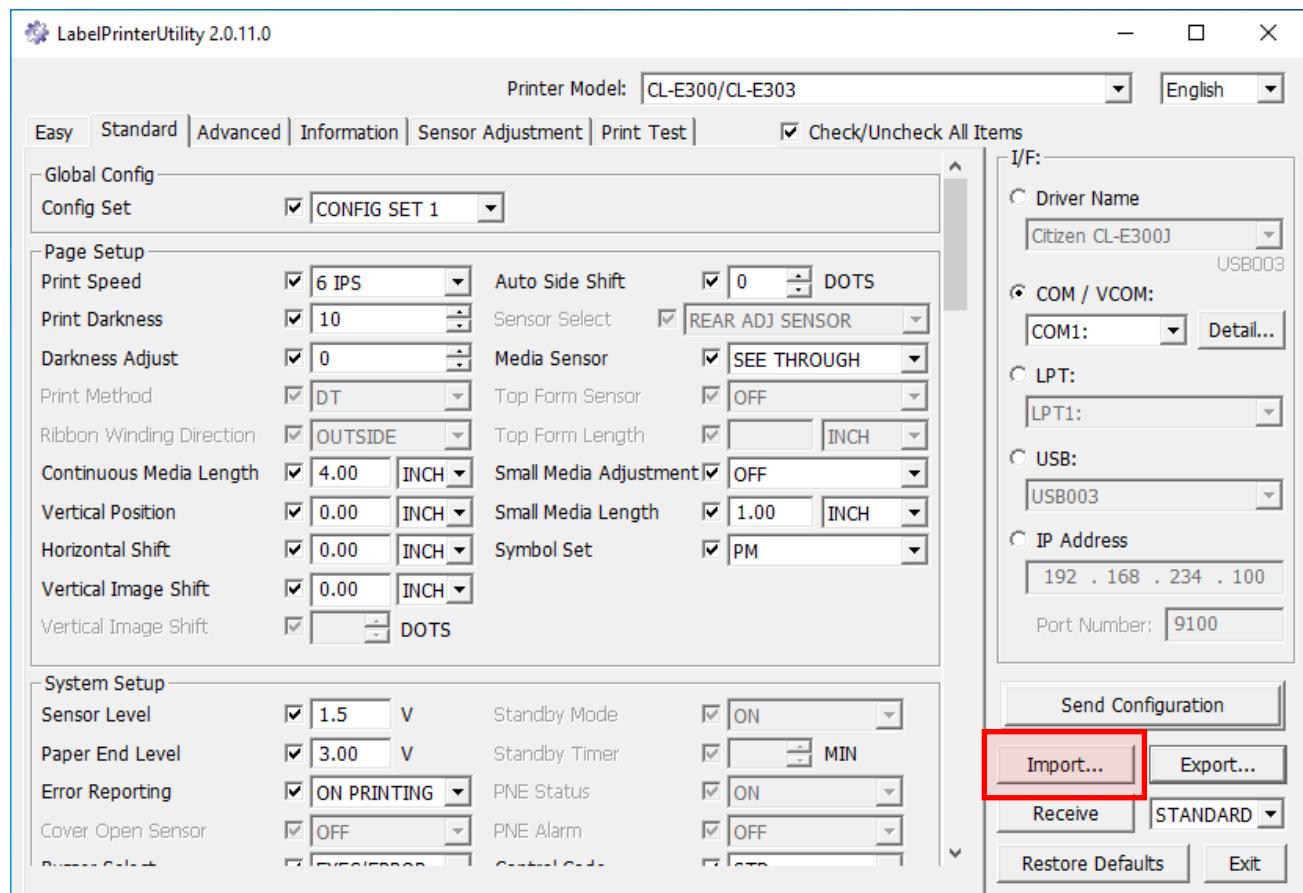 LabelPrinterUtility 2.0.11.0
Printer Model: CL-E300/CL-E303 English
Easy Standard Advanced Information Sensor Adjustment Print Test Check/Uncheck All Items
Global Config
Config Set CONFIG SET 1
Page Setup
Print Speed 6 IPS Auto Side Shift 0 DOTS
Print Darkness 10 Sensor Select REAR ADJ SENSOR
Darkness Adjust 0 Media Sensor SEE THROUGH
Print Method DT Top Form Sensor OFF
Ribbon Winding Direction OUTSIDE Top Form Length INCH
Continuous Media Length 4.00 INCH Small Media Adjustment OFF
Vertical Position 0.00 INCH Small Media Length 1.00 INCH
Horizontal Shift 0.00 INCH Symbol Set PM
Vertical Image Shift 0.00 INCH
Vertical Image Shift DOTS
System Setup
Sensor Level 1.5 V Standby Mode ON
Paper End Level 3.00 V Standby Timer MIN
Error Reporting ON PRINTING PNE Status ON
Cover Open Sensor OFF PNE Alarm OFF
I/F:
Driver Name
Citizen CL-E300J
USB003
COM / VCOM:
COM1: Detail...
LPT:
LPT1:
USB:
USB003
IP Address
192 . 168 . 234 . 100
Port Number: 9100
Send Configuration
Import... Export...
Receive STANDARD
Restore Defaults Exit